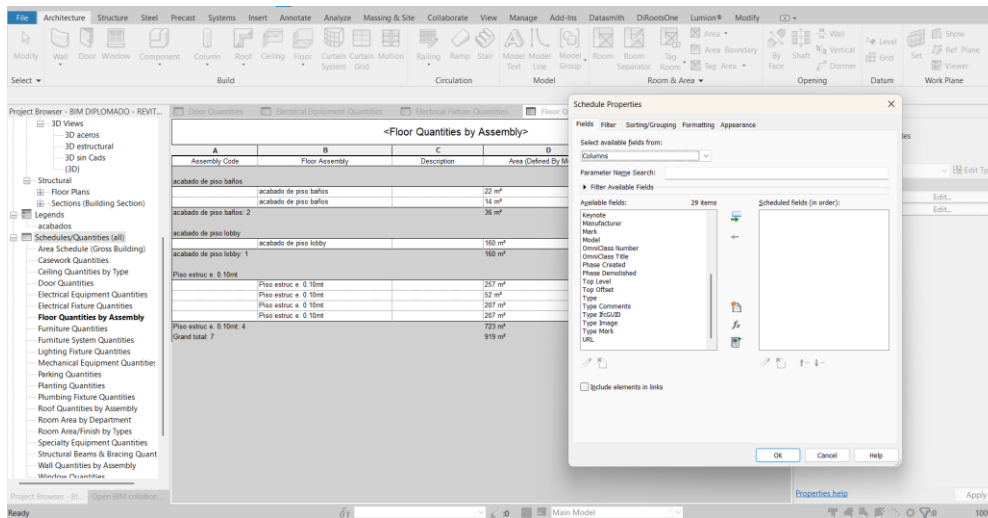 File Architecture Structure Steel Precast Systems Insert Annotate Analyze Massing & Site Collaborate View Manage Add-Ins Datasmith DiRootsOne Lumion® Modify
Modify Wall Door Window Component Column Roof Ceiling Floor Curtain System Curtain Grid Mullion Railing Ramp Stair Model Text Model Line Model Group Room Room Separator Tag Room Area Area Boundary Tag Area By Face Shaft Wall Vertical Dormer Level Grid Set Show Ref Plane Viewer
Select Build Circulation Model Room & Area Opening Datum Work Plane
Project Browser - BIM DIPLOMADO - REVIT...
3D Views
3D aceros
3D estructural
3D sin Cads
{3D}
Structural
Floor Plans
Sections (Building Section)
Legends
acabados
Schedules/Quantities (all)
Area Schedule (Gross Building)
Casework Quantities
Ceiling Quantities by Type
Door Quantities
Electrical Equipment Quantities
Electrical Fixture Quantities
Floor Quantities by Assembly
Furniture Quantities
Furniture System Quantities
Lighting Fixture Quantities
Mechanical Equipment Quantitie
Parking Quantities
Planting Quantities
Plumbing Fixture Quantities
Roof Quantities by Assembly
Room Area by Department
Room Area/Finish by Types
Specialty Equipment Quantities
Structural Beams & Bracing Quant
Wall Quantities by Assembly
Window Quantities
Project Browser - BI... Open BIM collabor...
Door Quantities Electrical Equipment Quantities Electrical Fixture Quantities Floor Q
<Floor Quantities by Assembly>
A B C D
Assembly Code Floor Assembly Description Area (Defined By M
acabado de piso baños
acabado de piso baños 22 m²
acabado de piso baños 14 m²
acabado de piso baños: 2 36 m²
acabado de piso lobby
acabado de piso lobby 160 m²
acabado de piso lobby: 1 160 m²
Piso estruc e. 0.10mt
Piso estruc e. 0.10mt 257 m²
Piso estruc e. 0.10mt 52 m²
Piso estruc e. 0.10mt 207 m²
Piso estruc e. 0.10mt 207 m²
Piso estruc e. 0.10mt: 4 723 m²
Grand total: 7 919 m²
Schedule Properties
Fields Filter Sorting/Grouping Formatting Appearance
Select available fields from:
Columns
Parameter Name Search:
Filter Available Fields
Available fields: 29 items Scheduled fields (in order):
Keynote
Manufacturer
Mark
Model
OmniClass Number
OmniClass Title
Phase Created
Phase Demolished
Top Level
Top Offset
Type
Type Comments
Type IfcGUID
Type Image
Type Mark
URL
Include elements in links
OK Cancel Help
Edit Ty
Edit...
Edit...
Properties help Apply
Ready :0 Main Model :0 100